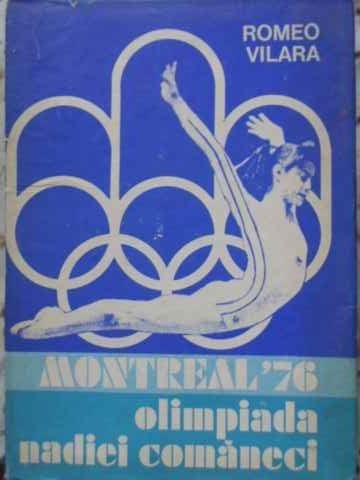 ROMEO
VILARA
MONTREAL'76
olimpiada
nadiei comăneci